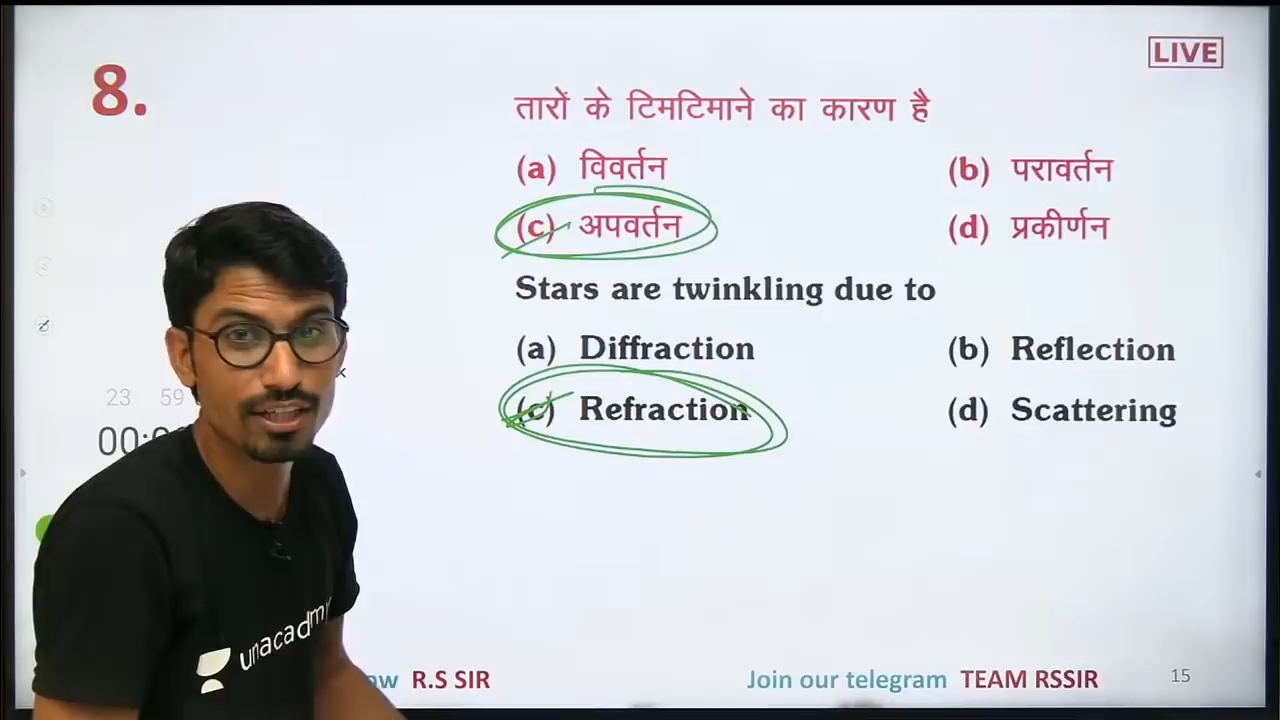 LIVE
8.
तारों के टिमटिमाने का कारण है
(a) विवर्तन (b) परावर्तन
(c) अपवर्तन (d) प्रकीर्णन
Stars are twinkling due to
(a) Diffraction (b) Reflection
(c) Refraction (d) Scattering
23 59
unacademy
R.S SIR Join our telegram TEAM RSSIR 15